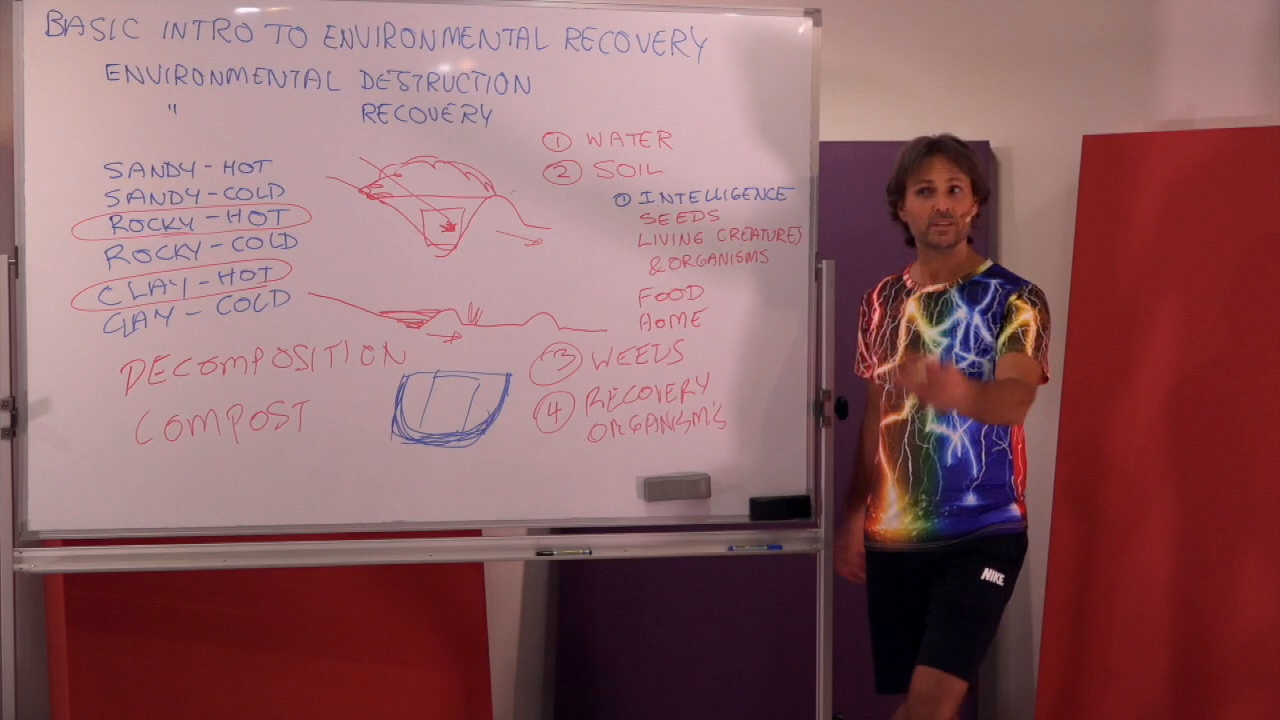 BASIC INTRO TO ENVIRONMENTAL RECOVERY
ENVIRONMENTAL DESTRUCTION
" RECOVERY
SANDY-HOT
SANDY-COLD
ROCKY-HOT
ROCKY-COLD
CLAY-HOT
CLAY-COLD
DECOMPOSITION
COMPOST
1 WATER
2 SOIL
1 INTELLIGENCE
SEEDS
LIVING CREATURES
& ORGANISMS
FOOD
HOME
3 WEEDS
4 RECOVERY
ORGANISM'S
NIKE